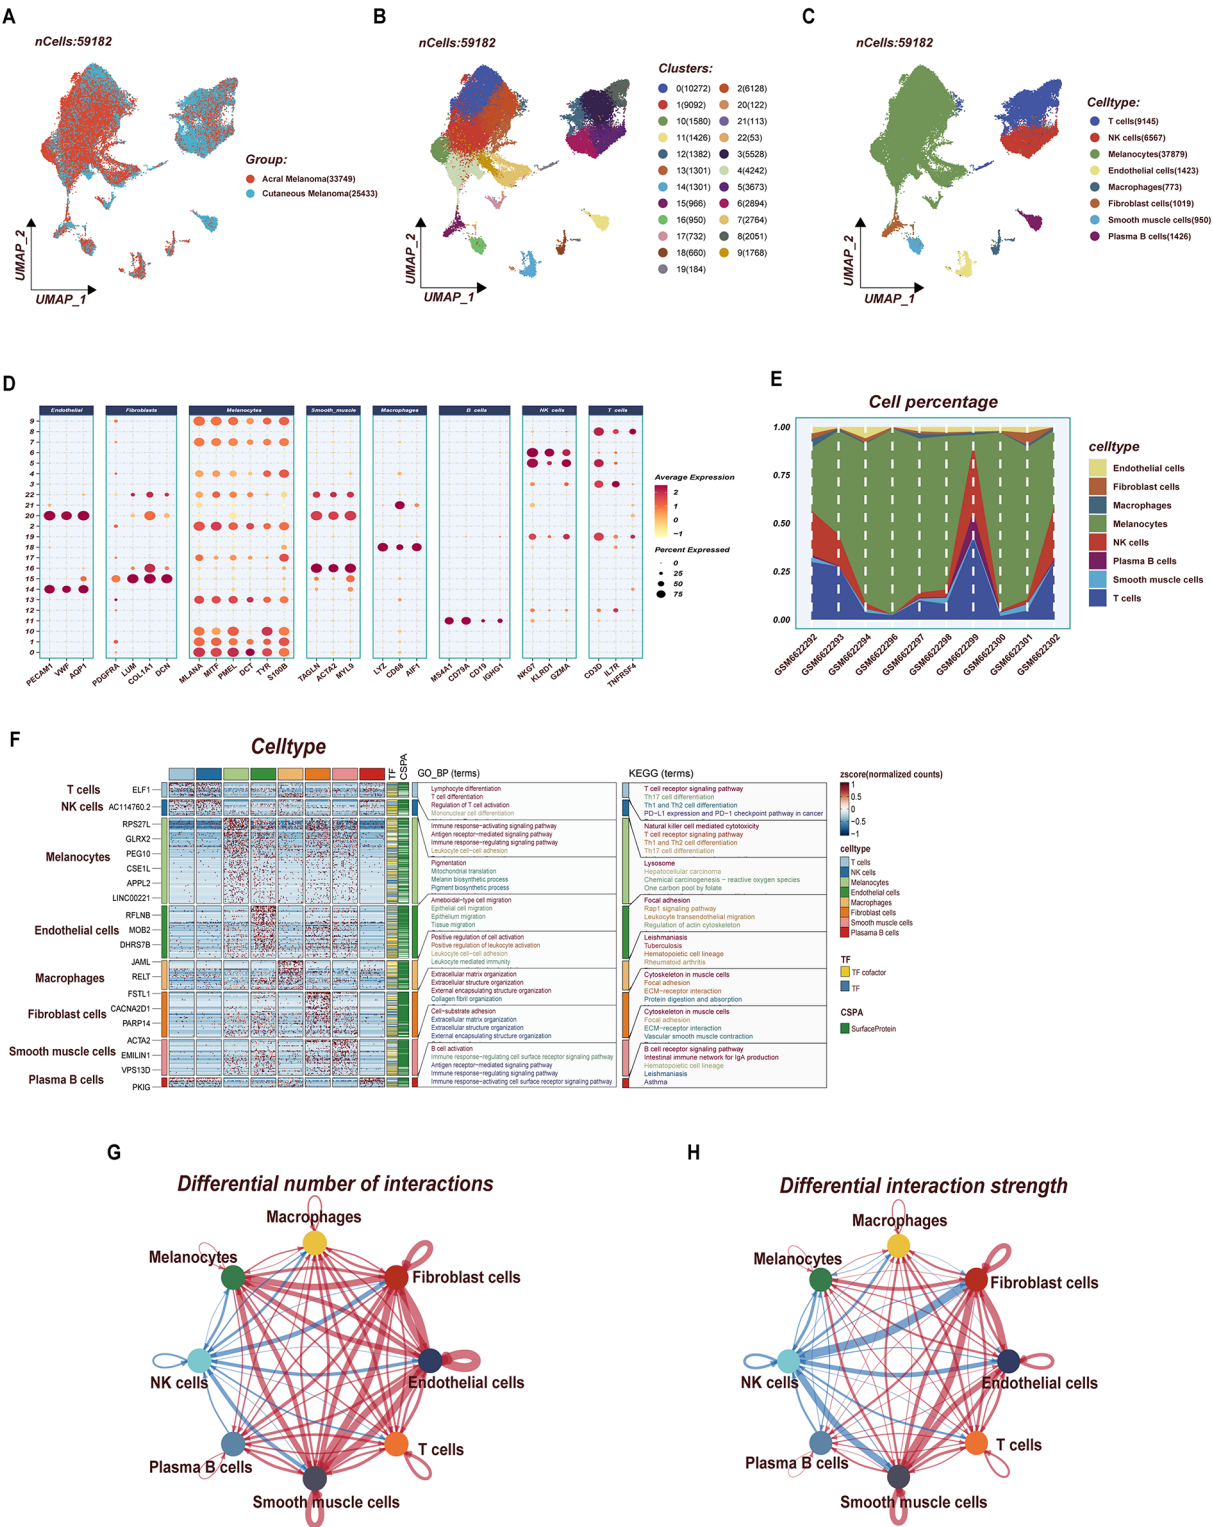 A
nCells:59182
UMAP_2
UMAP_1
Group:
Acral Melanoma(33749)
Cutaneous Melanoma(25433)
B
nCells:59182
UMAP_2
UMAP_1
Clusters:
0(10272) 2(6128)
1(9092) 20(122)
10(1580) 21(113)
11(1426) 22(53)
12(1382) 3(5528)
13(1301) 4(4242)
14(1301) 5(3673)
15(966) 6(2894)
16(950) 7(2764)
17(732) 8(2051)
18(660) 9(1768)
19(184)
C
nCells:59182
UMAP_2
UMAP_1
Celltype:
T cells(9145)
NK cells(6567)
Melanocytes(37879)
Endothelial cells(1423)
Macrophages(773)
Fibroblast cells(1019)
Smooth muscle cells(950)
Plasma B cells(1426)
D
Endothelial Fibroblasts Melanocytes Smooth_muscle Macrophages B cells NK cells T cells
9
8
7
6
5
4
3
22
21
20
2
19
18
17
16
15
14
13
12
11
10
1
0
PECAM1 VWF AQP1 PDGFRA LUM COL1A1 DCN MLANA MITF PMEL DCT TYR S100B TAGLN ACTA2 MYL9 LYZ CD68 AIF1 MS4A1 CD79A CD19 IGHG1 NKG7 KLRD1 GZMA CD3D IL7R TNFRSF4
Average Expression
2
1
0
−1
Percent Expressed
0
25
50
75
E
Cell percentage
1.00
0.75
0.50
0.25
0.00
GSM6622292 GSM6622293 GSM6622294 GSM6622296 GSM6622297 GSM6622298 GSM6622299 GSM6622300 GSM6622301 GSM6622302
celltype
Endothelial cells
Fibroblast cells
Macrophages
Melanocytes
NK cells
Plasma B cells
Smooth muscle cells
T cells
F
Celltype
TF
CSPA
GO_BP (terms)
KEGG (terms)
T cells
NK cells
Melanocytes
Endothelial cells
Macrophages
Fibroblast cells
Smooth muscle cells
Plasma B cells
ELF1
AC114760.2
RPS27L
GLRX2
PEG10
CSE1L
APPL2
LINC00221
RFLNB
MOB2
DHRS7B
JAML
RELT
FSTL1
CACNA2D1
PARP14
ACTA2
EMILIN1
VPS13D
PKIG
Lymphocyte differentiation
T cell differentiation
Regulation of T cell activation
Mononuclear cell differentiation
Immune response−activating signaling pathway
Antigen receptor−mediated signaling pathway
Immune response−regulating signaling pathway
Leukocyte cell−cell adhesion
Pigmentation
Mitochondrial translation
Melanin biosynthetic process
Pigment biosynthetic process
Ameboidal−type cell migration
Epithelial cell migration
Epithelium migration
Tissue migration
Positive regulation of cell activation
Positive regulation of leukocyte activation
Leukocyte cell−cell adhesion
Leukocyte mediated immunity
Extracellular matrix organization
Extracellular structure organization
External encapsulating structure organization
Collagen fibril organization
Cell−substrate adhesion
Extracellular matrix organization
Extracellular structure organization
External encapsulating structure organization
B cell activation
Immune response−regulating cell surface receptor signaling pathway
Antigen receptor−mediated signaling pathway
Immune response−regulating signaling pathway
Immune response−activating cell surface receptor signaling pathway
T cell receptor signaling pathway
Th17 cell differentiation
Th1 and Th2 cell differentiation
PD−L1 expression and PD−1 checkpoint pathway in cancer
Natural killer cell mediated cytotoxicity
T cell receptor signaling pathway
Th1 and Th2 cell differentiation
Th17 cell differentiation
Lysosome
Hepatocellular carcinoma
Chemical carcinogenesis − reactive oxygen species
One carbon pool by folate
Focal adhesion
Rap1 signaling pathway
Leukocyte transendothelial migration
Regulation of actin cytoskeleton
Leishmaniasis
Tuberculosis
Hematopoietic cell lineage
Rheumatoid arthritis
Cytoskeleton in muscle cells
Focal adhesion
ECM−receptor interaction
Protein digestion and absorption
Cytoskeleton in muscle cells
Focal adhesion
ECM−receptor interaction
Vascular smooth muscle contraction
B cell receptor signaling pathway
Intestinal immune network for IgA production
Hematopoietic cell lineage
Leishmaniasis
Asthma
zscore(normalized counts)
1
0.5
0
−0.5
−1
celltype
T cells
NK cells
Melanocytes
Endothelial cells
Macrophages
Fibroblast cells
Smooth muscle cells
Plasma B cells
TF
TF cofactor
TF
CSPA
SurfaceProtein
G
Differential number of interactions
Macrophages
Melanocytes
Fibroblast cells
NK cells
Endothelial cells
Plasma B cells
T cells
Smooth muscle cells
H
Differential interaction strength
Macrophages
Melanocytes
Fibroblast cells
NK cells
Endothelial cells
Plasma B cells
T cells
Smooth muscle cells